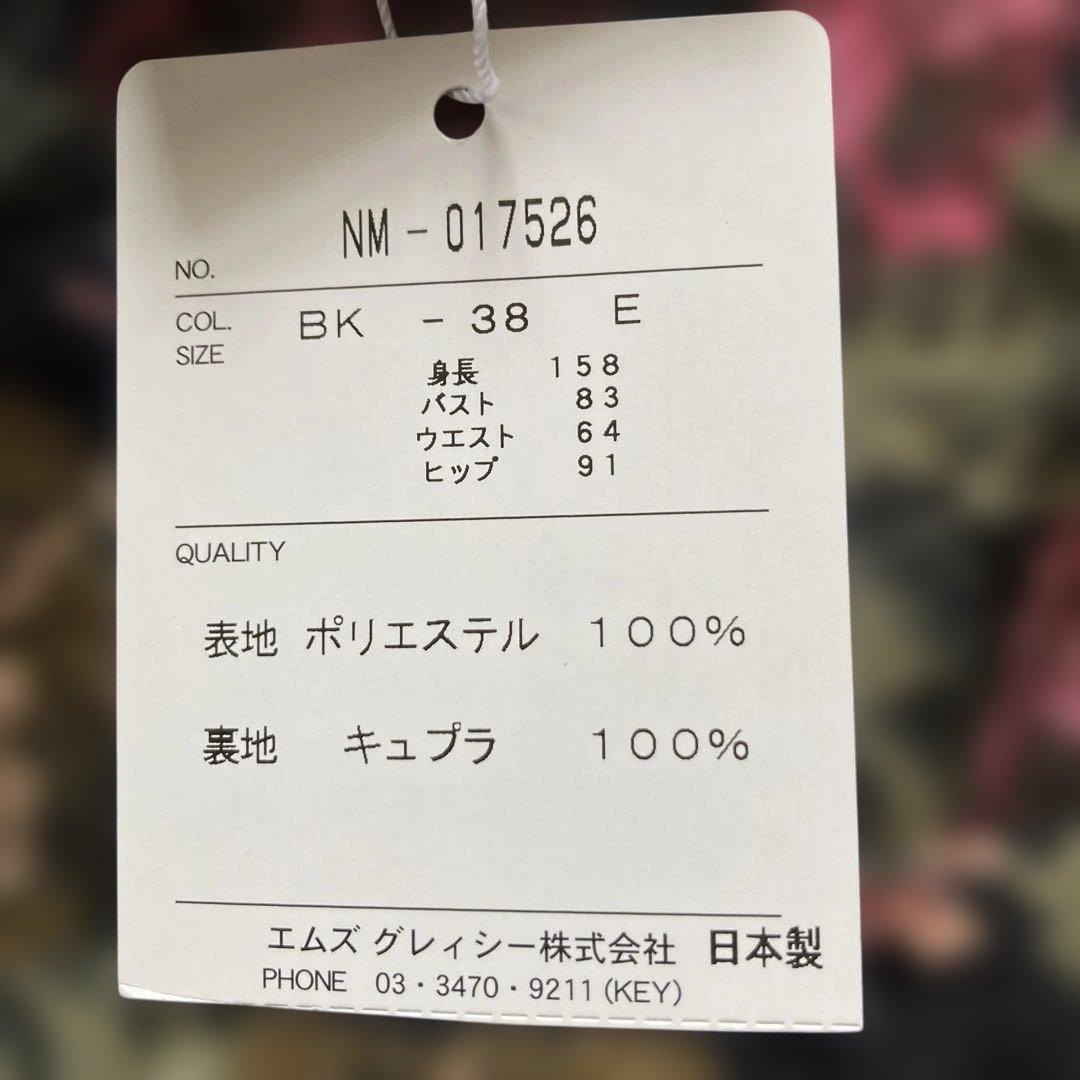 NM-017526
NO.
COL. BK - 38 E
SIZE
身長 158
バスト 83
ウエスト 64
ヒップ 91
QUALITY
表地 ポリエステル 100%
裏地 キュプラ 100%
エムズ グレィシー株式会社 日本製
PHONE 03・3470・9211(KEY)